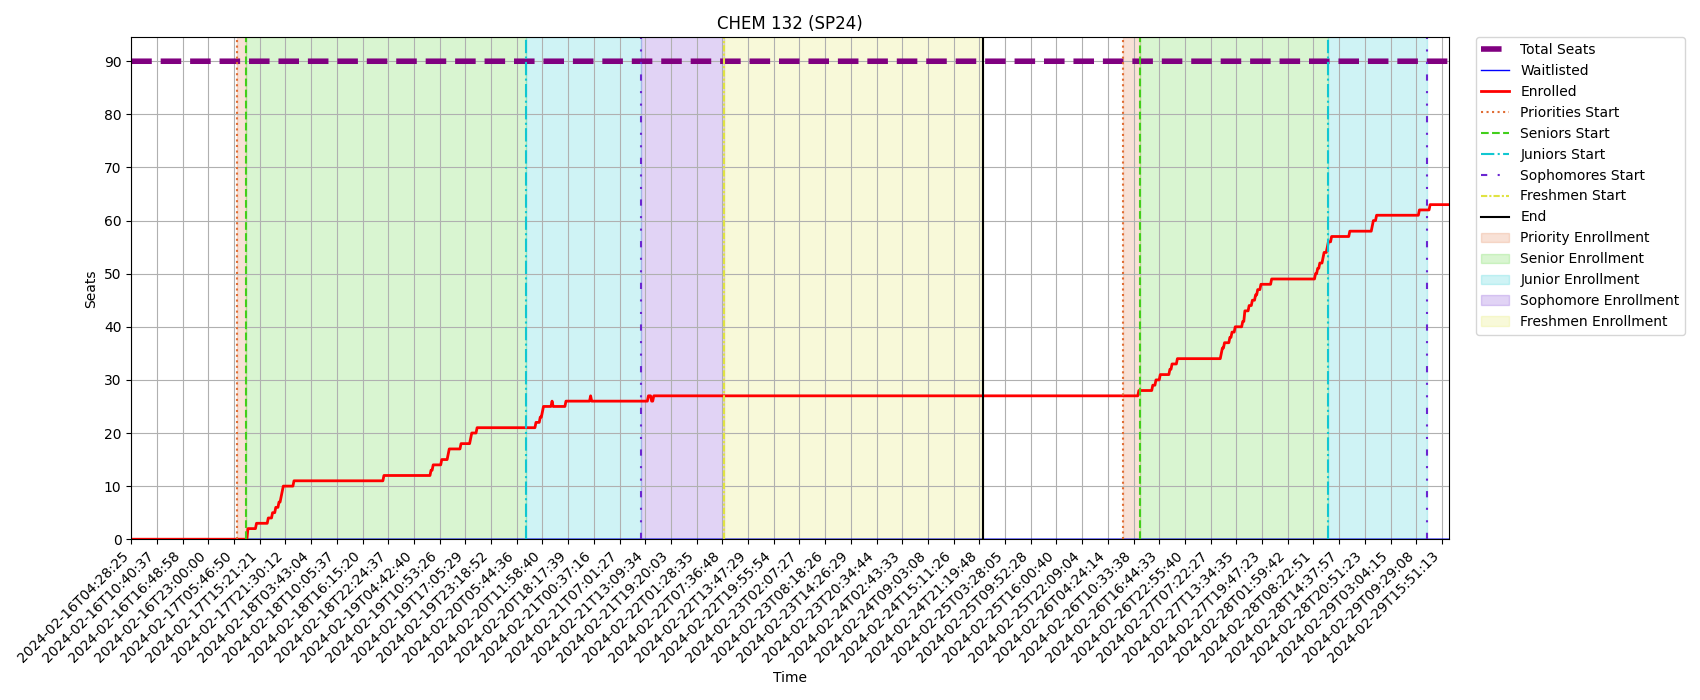 CHEM 132 (SP24)
Seats
90
80
70
60
50
40
30
20
10
0
2024-02-16T04:28:25
2024-02-16T10:40:37
2024-02-16T16:48:58
2024-02-16T23:00:00
2024-02-17T05:46:50
2024-02-17T15:21:21
2024-02-17T21:30:12
2024-02-18T03:43:04
2024-02-18T10:05:37
2024-02-18T16:15:20
2024-02-18T22:24:37
2024-02-19T04:42:40
2024-02-19T10:53:26
2024-02-19T17:05:29
2024-02-19T23:18:52
2024-02-20T05:44:36
2024-02-20T11:58:40
2024-02-20T18:17:39
2024-02-21T00:37:16
2024-02-21T07:01:27
2024-02-21T13:09:34
2024-02-21T19:20:03
2024-02-22T01:28:35
2024-02-22T07:36:48
2024-02-22T13:47:29
2024-02-22T19:55:54
2024-02-23T02:07:27
2024-02-23T08:18:26
2024-02-23T14:26:29
2024-02-23T20:34:44
2024-02-24T02:43:33
2024-02-24T09:03:08
2024-02-24T15:11:26
2024-02-24T21:19:48
2024-02-25T03:28:05
2024-02-25T09:52:28
2024-02-25T16:00:40
2024-02-25T22:09:04
2024-02-26T04:24:14
2024-02-26T10:33:38
2024-02-26T16:44:33
2024-02-26T22:55:40
2024-02-27T07:22:27
2024-02-27T13:34:35
2024-02-27T19:47:23
2024-02-28T01:59:42
2024-02-28T08:22:51
2024-02-28T14:37:57
2024-02-28T20:51:23
2024-02-29T03:04:15
2024-02-29T09:29:08
2024-02-29T15:51:13
Time
Total Seats
Waitlisted
Enrolled
Priorities Start
Seniors Start
Juniors Start
Sophomores Start
Freshmen Start
End
Priority Enrollment
Senior Enrollment
Junior Enrollment
Sophomore Enrollment
Freshmen Enrollment